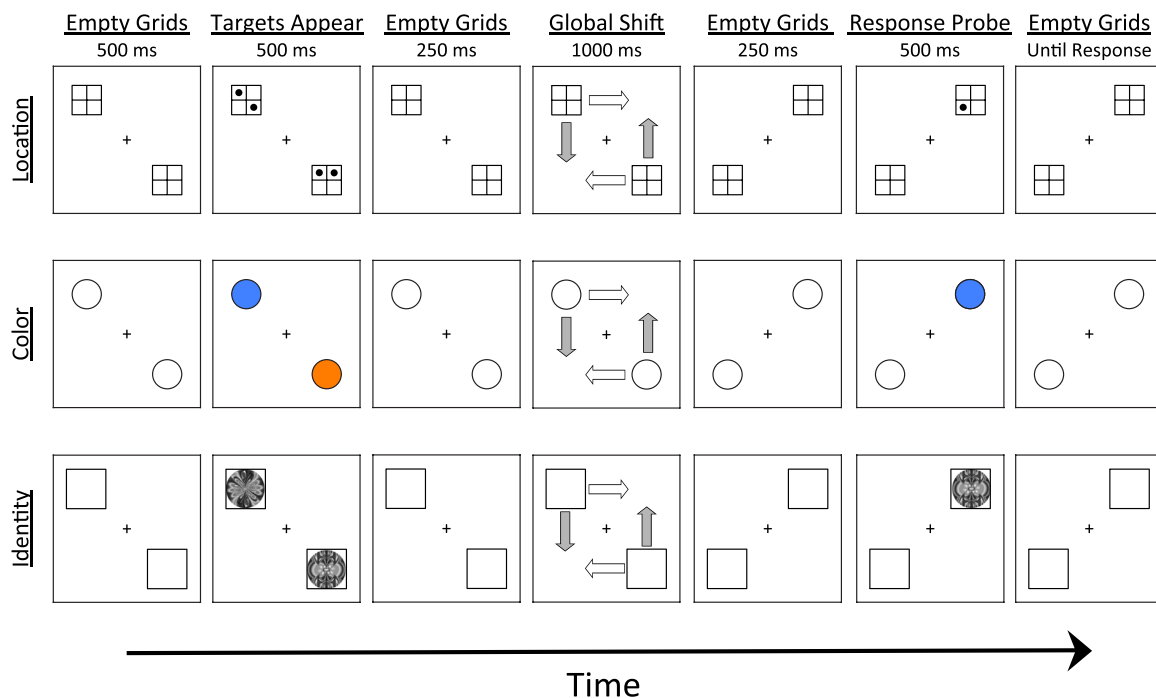 Empty Grids Targets Appear Empty Grids Global Shift Empty Grids Response Probe Empty Grids
500 ms 500 ms 250 ms 1000 ms 250 ms 500 ms Until Response
Location
Color
Identity
Time